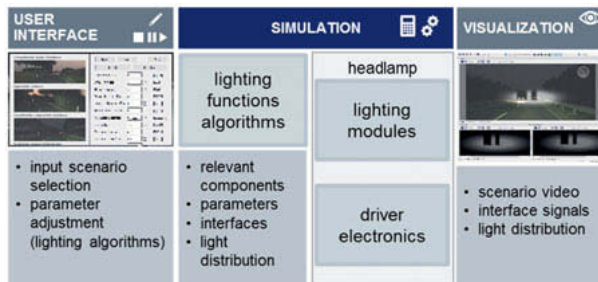 USER
INTERFACE
SIMULATION
VISUALIZATION
lighting
functions
algorithms
headlamp
lighting
modules
driver
electronics
• input scenario
selection
• parameter
adjustment
(lighting algorithms)
• relevant
components
• parameters
• interfaces
• light
distribution
• scenario video
• interface signals
• light distribution